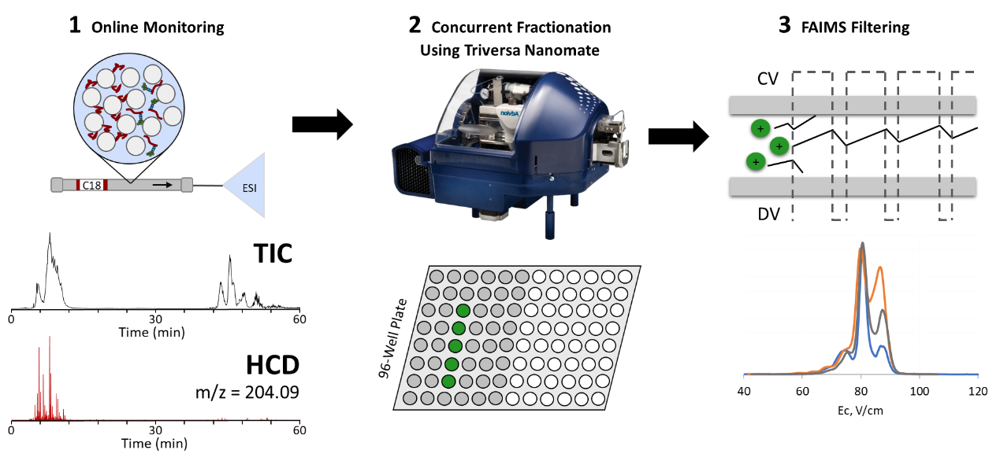 1 Online Monitoring
2 Concurrent Fractionation
Using Triversa Nanomate
3 FAIMS Filtering
C18
ESI
Advion
CV
+
+
+
DV
TIC
0
30
60
Time (min)
HCD
m/z = 204.09
0
30
60
Time (min)
96-Well Plate
40
60
80
100
120
Ec, V/cm